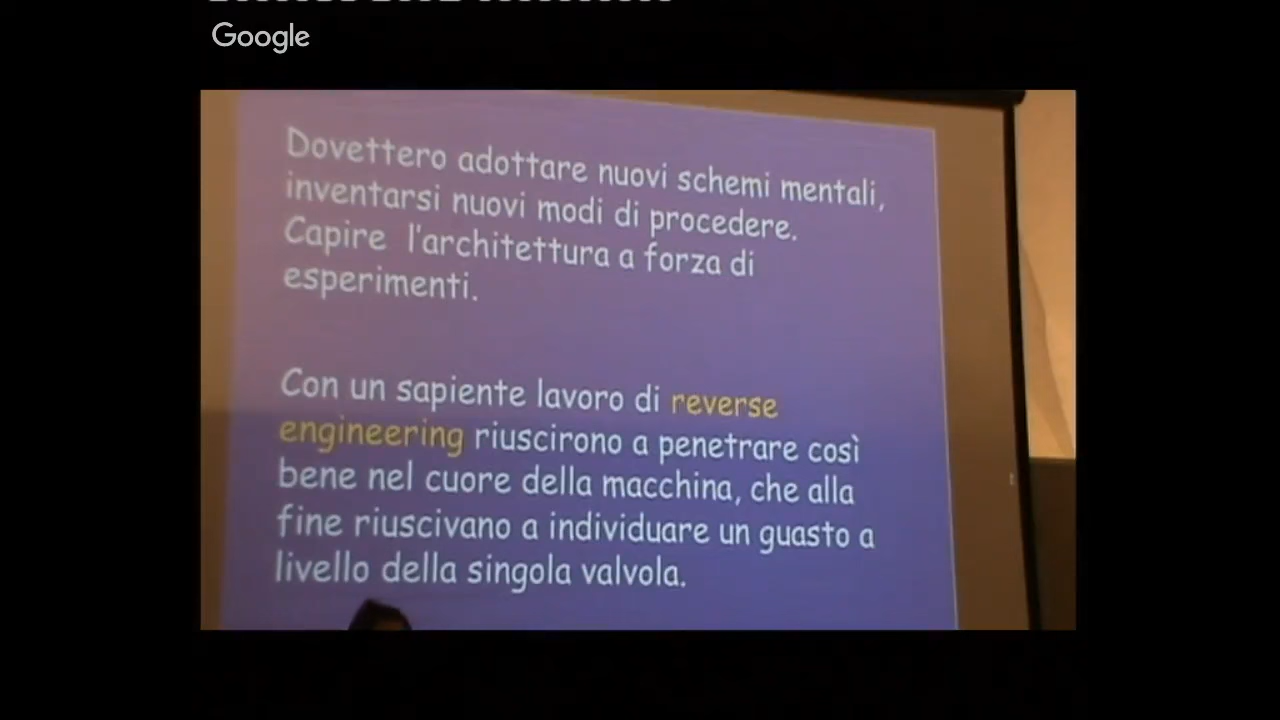 Google
Dovettero adottare nuovi schemi mentali,
inventarsi nuovi modi di procedere.
Capire l'architettura a forza di
esperimenti.
Con un sapiente lavoro di reverse
engineering riuscirono a penetrare così
bene nel cuore della macchina, che alla
fine riuscivano a individuare un guasto a
livello della singola valvola.